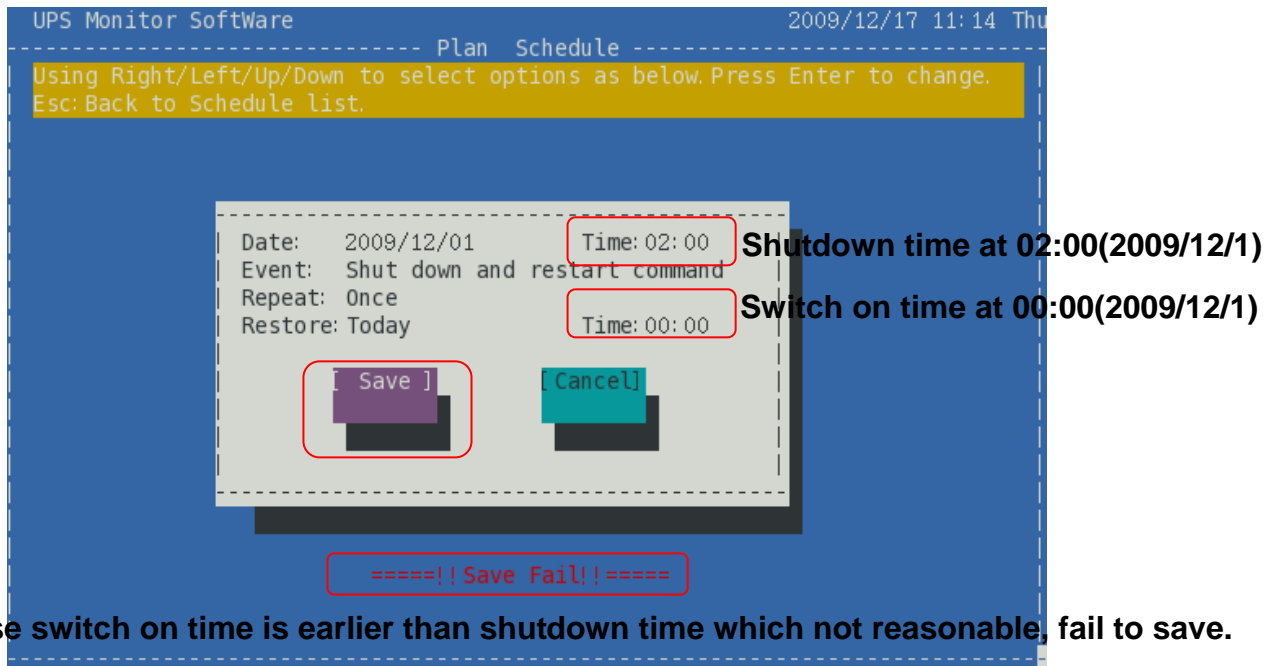 UPS Monitor SoftWare 2009/12/17 11:14 Thu
Plan Schedule
Using Right/Left/Up/Down to select options as below. Press Enter to change.
Esc: Back to Schedule list.
Date: 2009/12/01 Time: 02:00 Shutdown time at 02:00(2009/12/1)
Event: Shut down and restart command
Repeat: Once Switch on time at 00:00(2009/12/1)
Restore: Today Time: 00:00
[ Save ] [ Cancel]
=====!!Save Fail!!=====
se switch on time is earlier than shutdown time which not reasonable, fail to save.